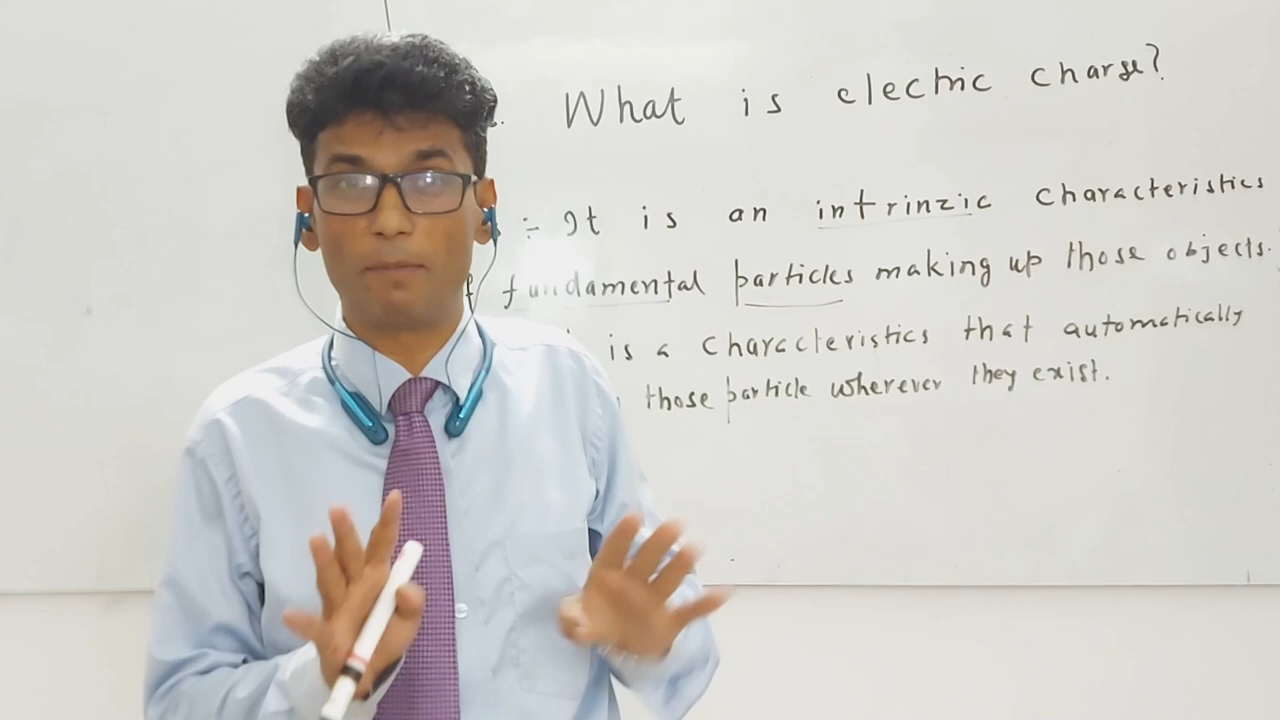 What is electric charge?
:- It is an intrinzic characteristics
fundamental particles making up those objects.
is a characteristics that automatically
those particle wherever they exist.